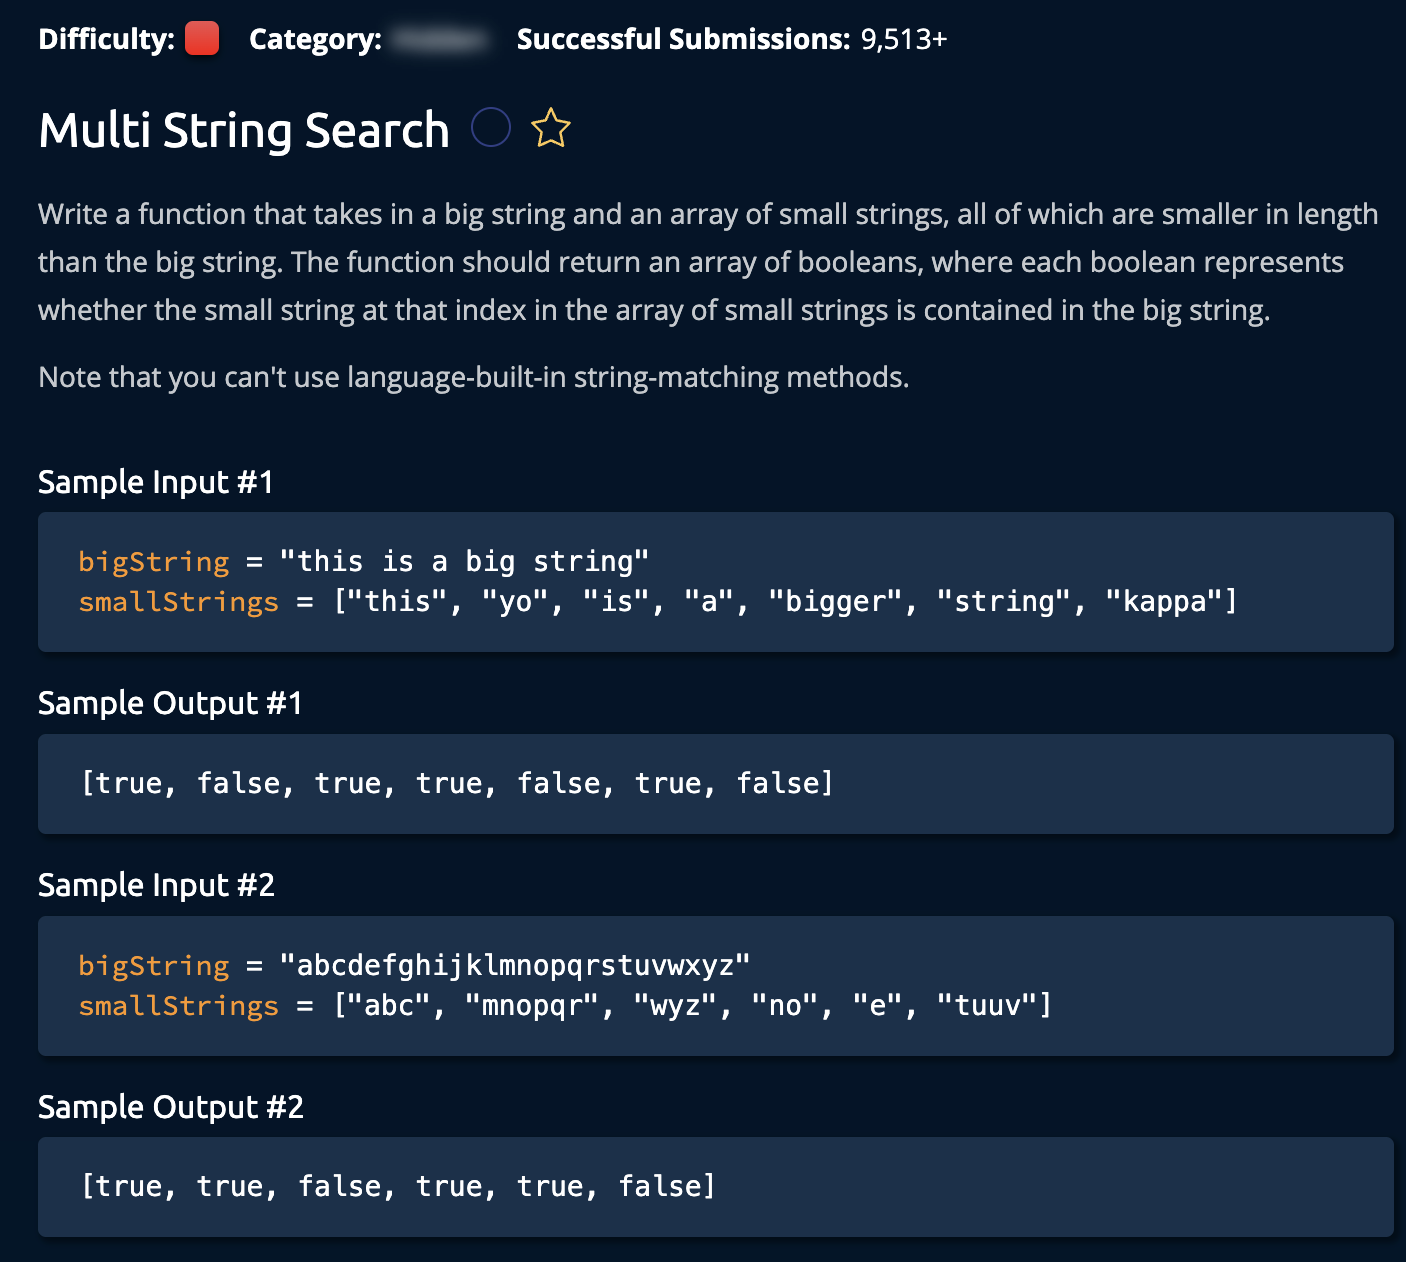 Difficulty: Category: Successful Submissions: 9,513+
Multi String Search
Write a function that takes in a big string and an array of small strings, all of which are smaller in length
than the big string. The function should return an array of booleans, where each boolean represents
whether the small string at that index in the array of small strings is contained in the big string.
Note that you can't use language-built-in string-matching methods.
Sample Input #1
bigString = "this is a big string"
smallStrings = ["this", "yo", "is", "a", "bigger", "string", "kappa"]
Sample Output #1
[true, false, true, true, false, true, false]
Sample Input #2
bigString = "abcdefghijklmnopqrstuvwxyz"
smallStrings = ["abc", "mnopqr", "wyz", "no", "e", "tuuv"]
Sample Output #2
[true, true, false, true, true, false]